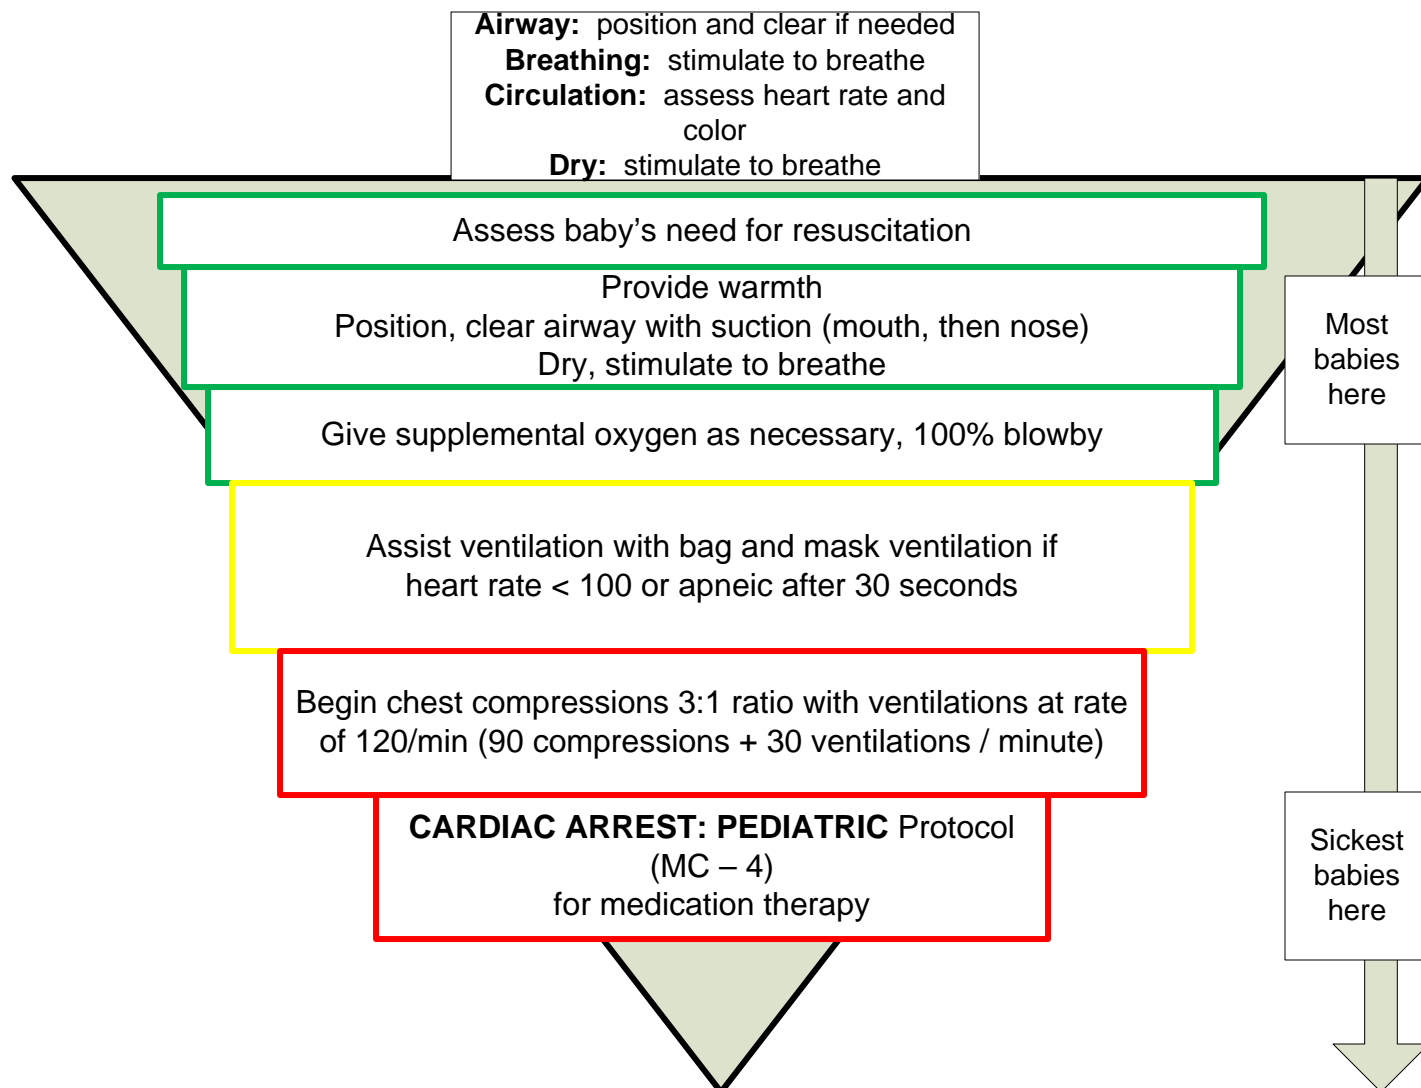 Airway: position and clear if needed
Breathing: stimulate to breathe
Circulation: assess heart rate and
color
Dry: stimulate to breathe
Assess baby’s need for resuscitation
Provide warmth
Position, clear airway with suction (mouth, then nose)
Dry, stimulate to breathe
Most
babies
here
Give supplemental oxygen as necessary, 100% blowby
Assist ventilation with bag and mask ventilation if
heart rate < 100 or apneic after 30 seconds
Begin chest compressions 3:1 ratio with ventilations at rate
of 120/min (90 compressions + 30 ventilations / minute)
CARDIAC ARREST: PEDIATRIC Protocol
(MC – 4)
for medication therapy
Sickest
babies
here